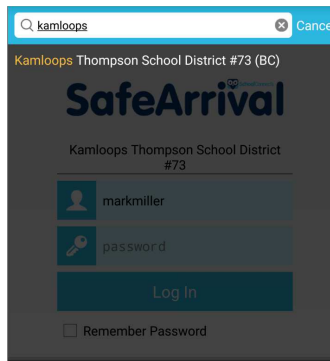 kamloops
Cance
Kamloops Thompson School District #73 (BC)
SafeArrival
Kamloops Thompson School District
#73
markmiller
password
Log In
Remember Password